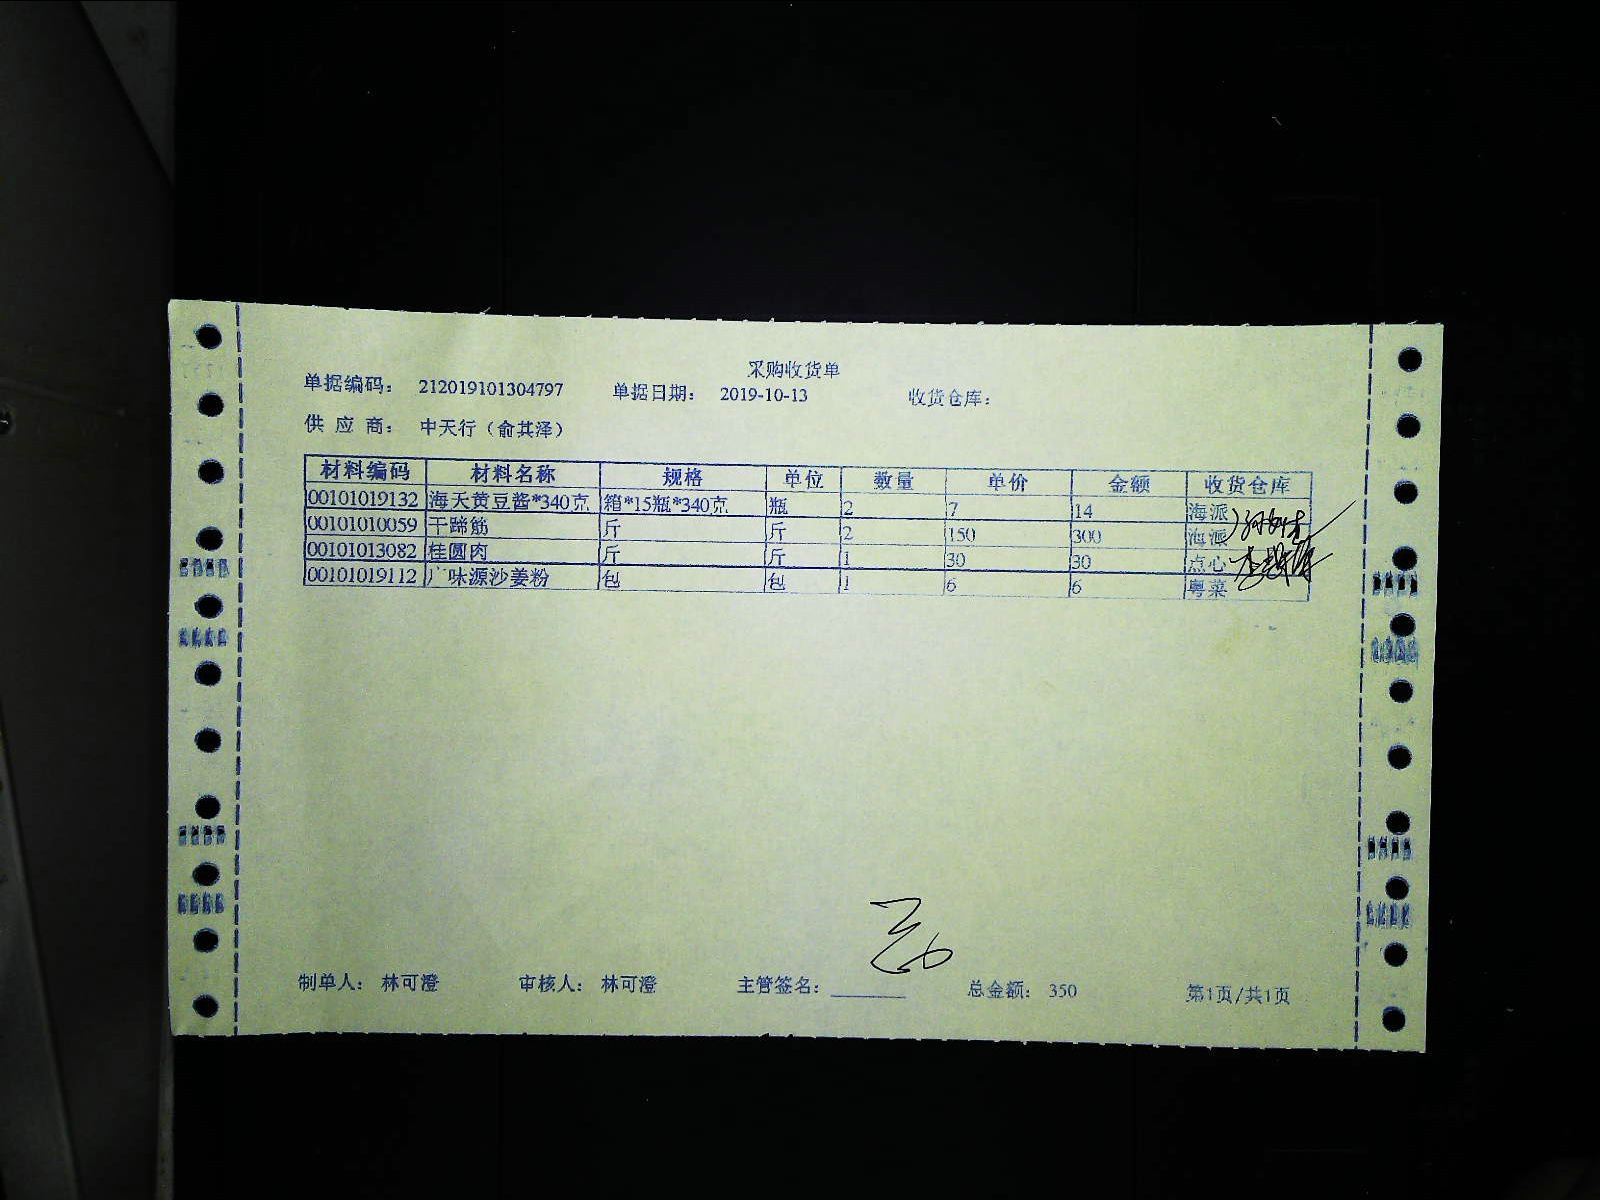 采购收货单
单据编码： 212019101304797 单据日期： 2019-10-13 收货仓库：
供 应 商： 中天行（俞其泽）
材料编码 材料名称 规格 单位 数量 单价 金额 收货仓库
00101019132 海天黄豆酱*340克 箱*15瓶*340克 瓶 2 7 14 海派
00101010059 干蹄筋 斤 斤 2 150 300 海派
00101013082 桂圆肉 斤 斤 1 30 30 点心
00101019112 广味源沙姜粉 包 包 1 6 6 粤菜
制单人： 林可澄 审核人： 林可澄 主管签名： 总金额： 350 第1页/共1页